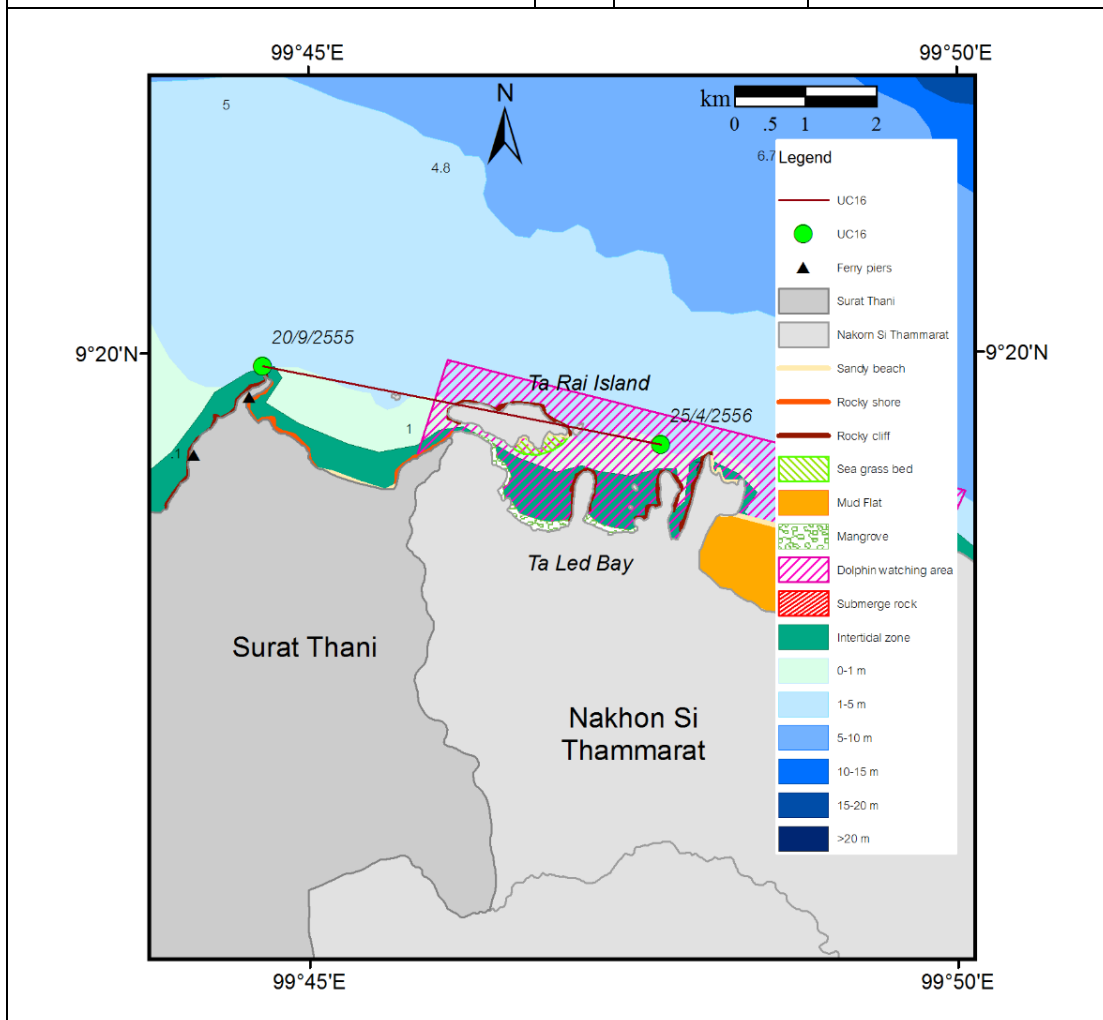 99°45'E
99°50'E
N
km
0 .5 1 2
5
4.8
6.7
Legend
UC16
UC16
Ferry piers
Surat Thani
Nakorn Si Thammarat
Sandy beach
Rocky shore
Rocky cliff
Sea grass bed
Mud Flat
Mangrove
Dolphin watching area
Submerge rock
Intertidal zone
0-1 m
1-5 m
5-10 m
10-15 m
15-20 m
>20 m
9°20'N
9°20'N
20/9/2555
Ta Rai Island
25/4/2556
1
.1
Ta Led Bay
Surat Thani
Nakhon Si
Thammarat
99°45'E
99°50'E